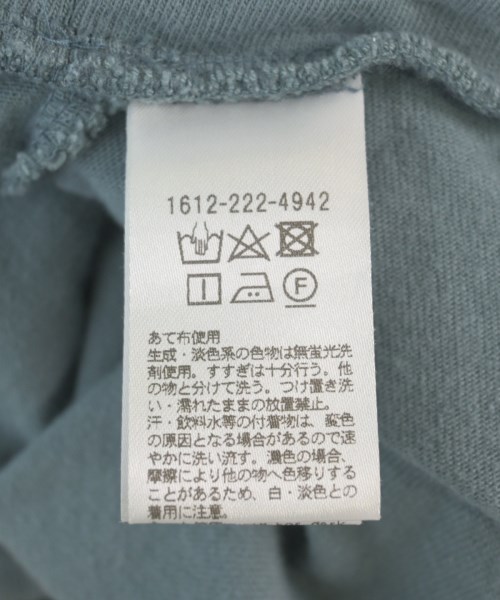 1612-222-4942
F
あて布使用
生成・淡色系の色物は無蛍光洗
剤使用。すすぎは十分行う。他
の物と分けて洗う。つけ置き洗
い・濡れたままの放置禁止。
汗・飲料水等の付着物は、変色
の原因となる場合があるので速
やかに洗い流す。濃色の場合、
摩擦により他の物へ色移りする
ことがあるため、白・淡色との
着用に注意。